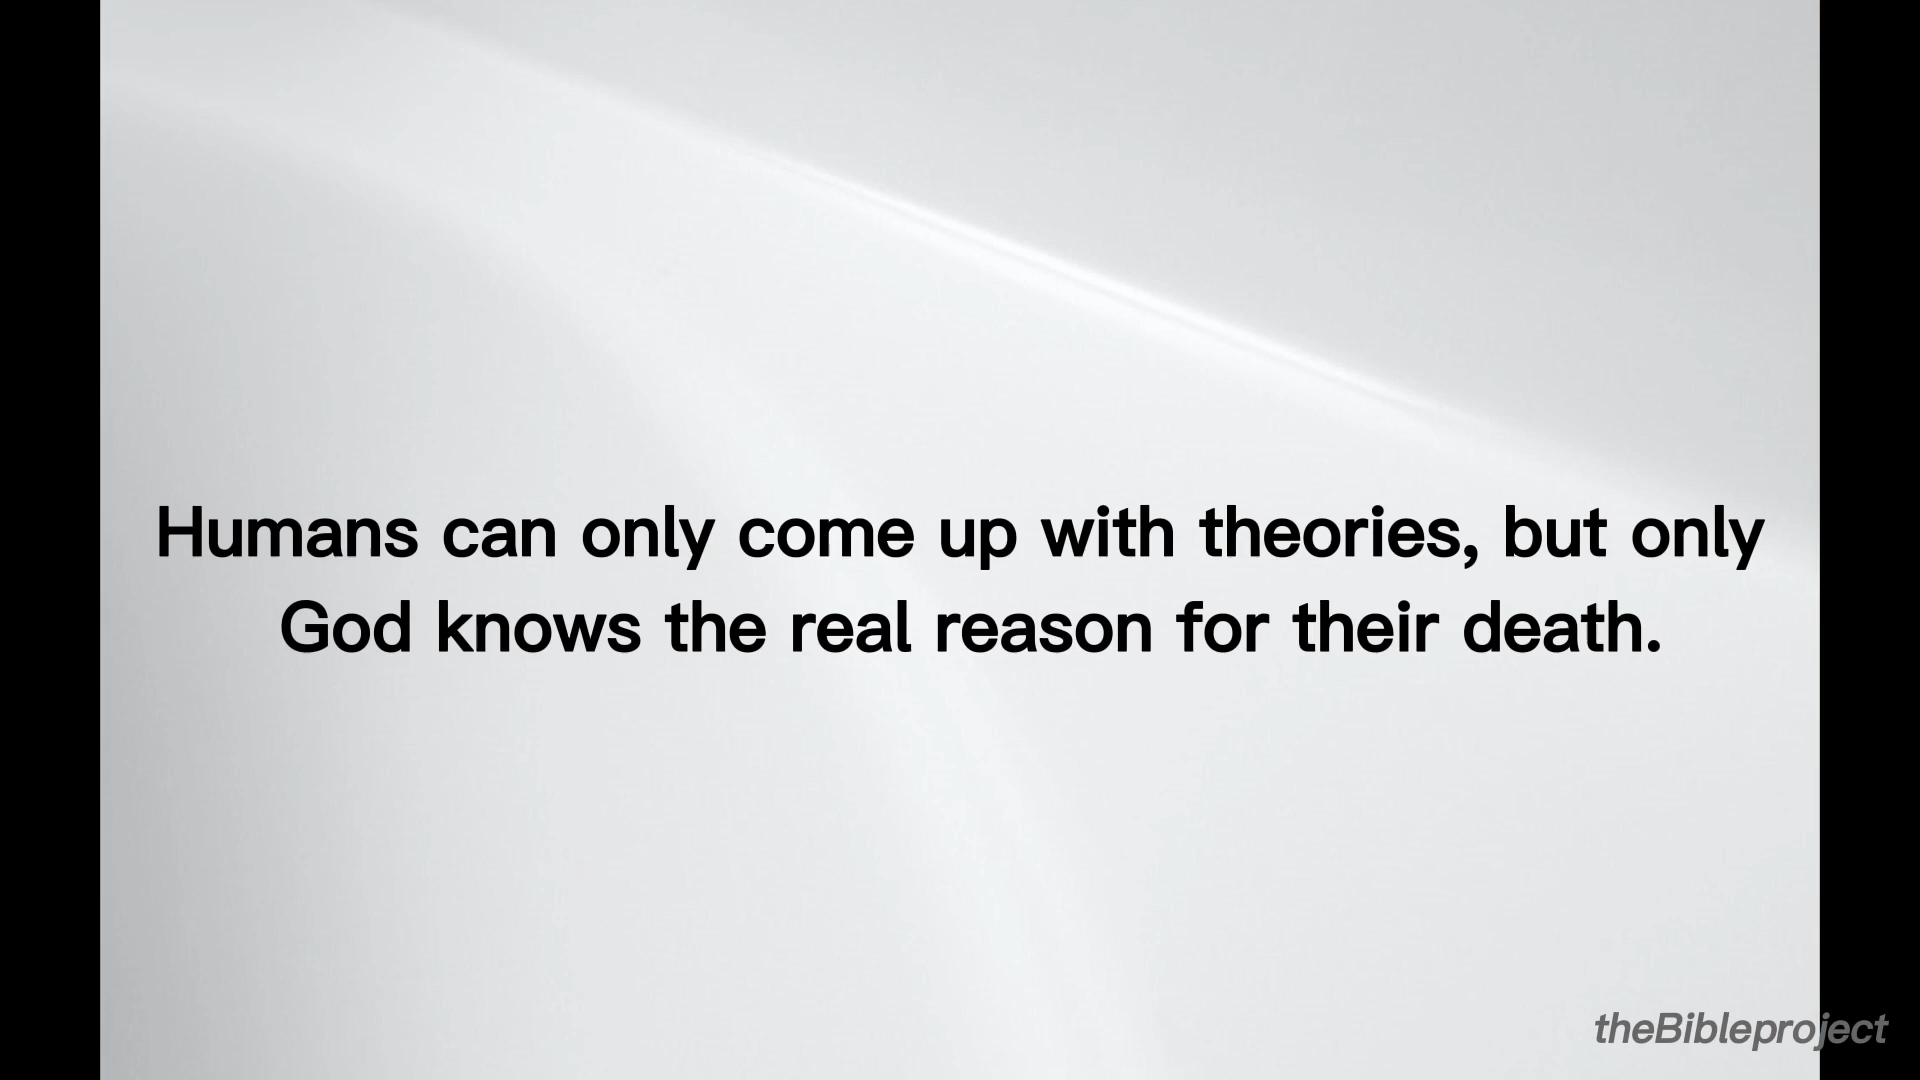 Humans can only come up with theories, but only
God knows the real reason for their death.
theBibleproject